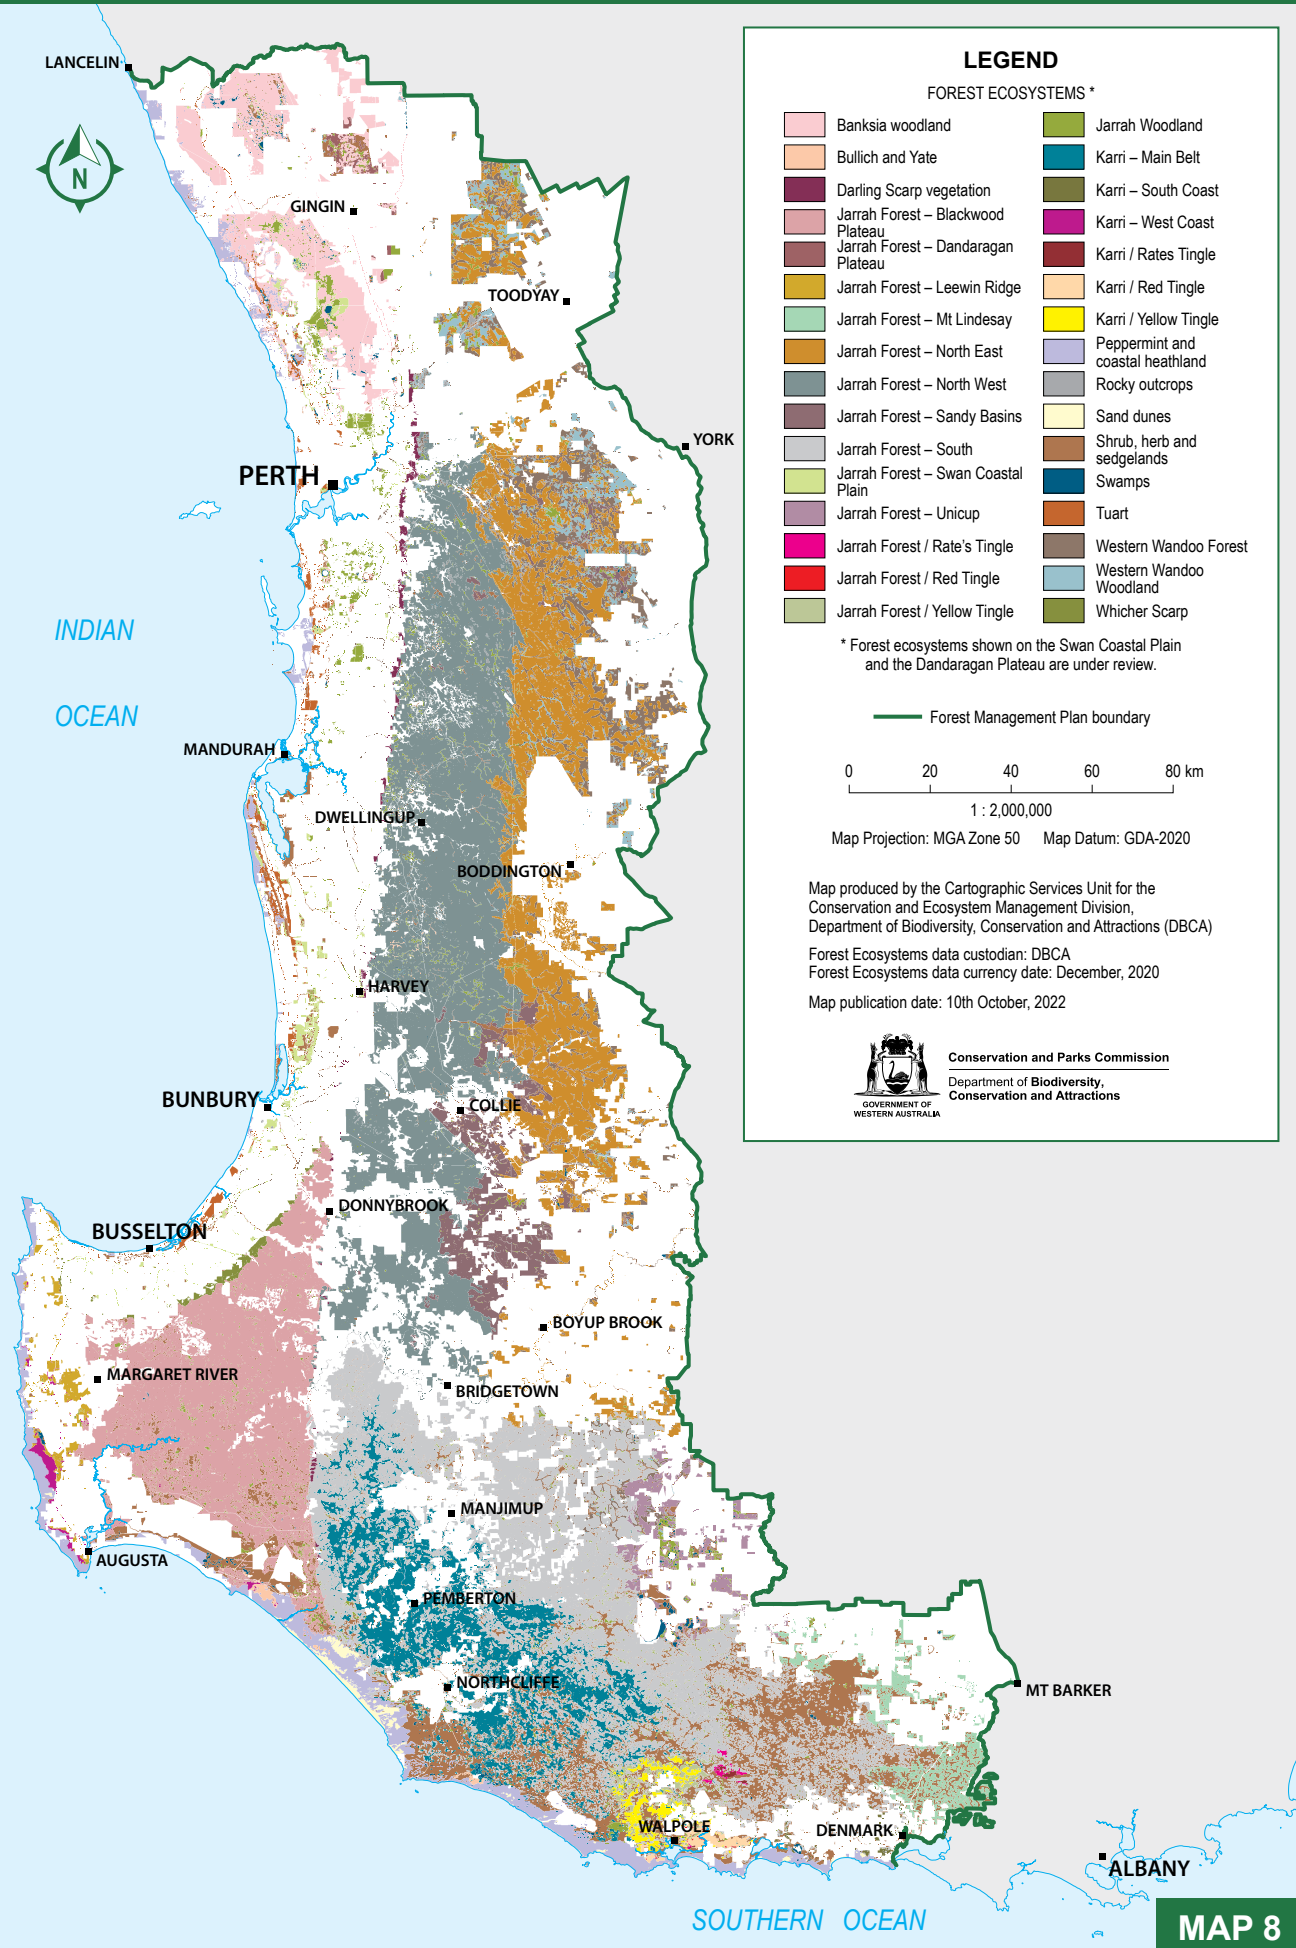 LANCELIN
N
GINGIN
TOODYAY
YORK
PERTH
INDIAN
OCEAN
MANDURAH
DWELLINGUP
BODDINGTON
HARVEY
BUNBURY
COLLIE
DONNYBROOK
BUSSELTON
BOYUP BROOK
MARGARET RIVER
BRIDGETOWN
MANJIMUP
AUGUSTA
PEMBERTON
NORTHCLIFFE
MT BARKER
WALPOLE
DENMARK
ALBANY
SOUTHERN OCEAN
LEGEND
FOREST ECOSYSTEMS *
Banksia woodland
Bullich and Yate
Darling Scarp vegetation
Jarrah Forest – Blackwood
Plateau
Jarrah Forest – Dandaragan
Plateau
Jarrah Forest – Leewin Ridge
Jarrah Forest – Mt Lindesay
Jarrah Forest – North East
Jarrah Forest – North West
Jarrah Forest – Sandy Basins
Jarrah Forest – South
Jarrah Forest – Swan Coastal
Plain
Jarrah Forest – Unicup
Jarrah Forest / Rate's Tingle
Jarrah Forest / Red Tingle
Jarrah Forest / Yellow Tingle
Jarrah Woodland
Karri – Main Belt
Karri – South Coast
Karri – West Coast
Karri / Rates Tingle
Karri / Red Tingle
Karri / Yellow Tingle
Peppermint and
coastal heathland
Rocky outcrops
Sand dunes
Shrub, herb and
sedgelands
Swamps
Tuart
Western Wandoo Forest
Western Wandoo
Woodland
Whicher Scarp
* Forest ecosystems shown on the Swan Coastal Plain
and the Dandaragan Plateau are under review.
Forest Management Plan boundary
0 20 40 60 80 km
1 : 2,000,000
Map Projection: MGA Zone 50 Map Datum: GDA-2020
Map produced by the Cartographic Services Unit for the
Conservation and Ecosystem Management Division,
Department of Biodiversity, Conservation and Attractions (DBCA)
Forest Ecosystems data custodian: DBCA
Forest Ecosystems data currency date: December, 2020
Map publication date: 10th October, 2022
GOVERNMENT OF
WESTERN AUSTRALIA
Conservation and Parks Commission
Department of Biodiversity,
Conservation and Attractions
MAP 8